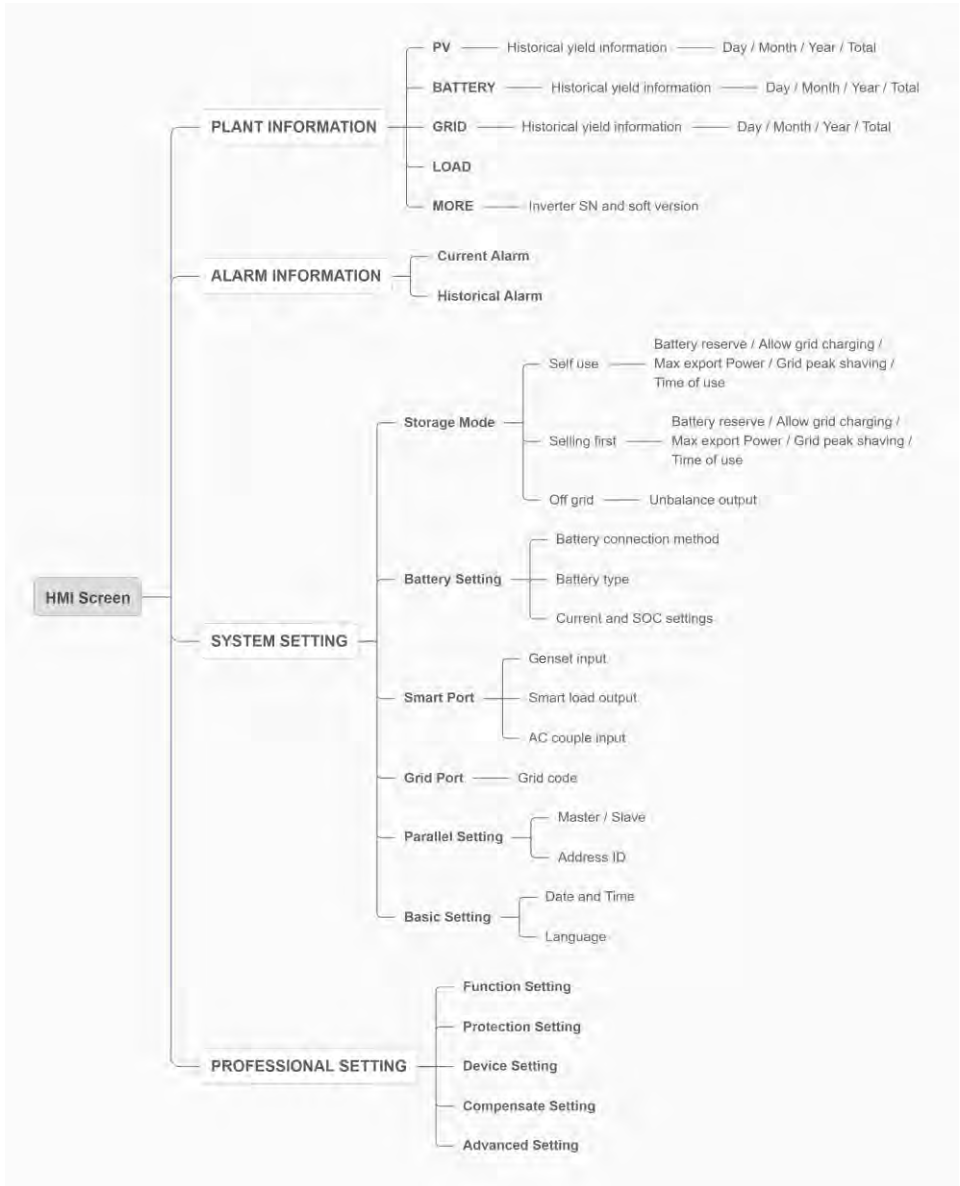 PV
Historical yield information
Day / Month / Year / Total
BATTERY
Historical yield information
Day / Month / Year / Total
PLANT INFORMATION
GRID
Historical yield information
Day / Month / Year / Total
LOAD
MORE
Inverter SN and soft version
ALARM INFORMATION
Current Alarm
Historical Alarm
HMI Screen
SYSTEM SETTING
Storage Mode
Self use
Battery reserve / Allow grid charging /
Max export Power / Grid peak shaving /
Time of use
Selling first
Battery reserve / Allow grid charging /
Max export Power / Grid peak shaving /
Time of use
Off grid
Unbalance output
Battery Setting
Battery connection method
Battery type
Current and SOC settings
Smart Port
Genset input
Smart load output
AC couple input
Grid Port
Grid code
Parallel Setting
Master / Slave
Address ID
Basic Setting
Date and Time
Language
PROFESSIONAL SETTING
Function Setting
Protection Setting
Device Setting
Compensate Setting
Advanced Setting